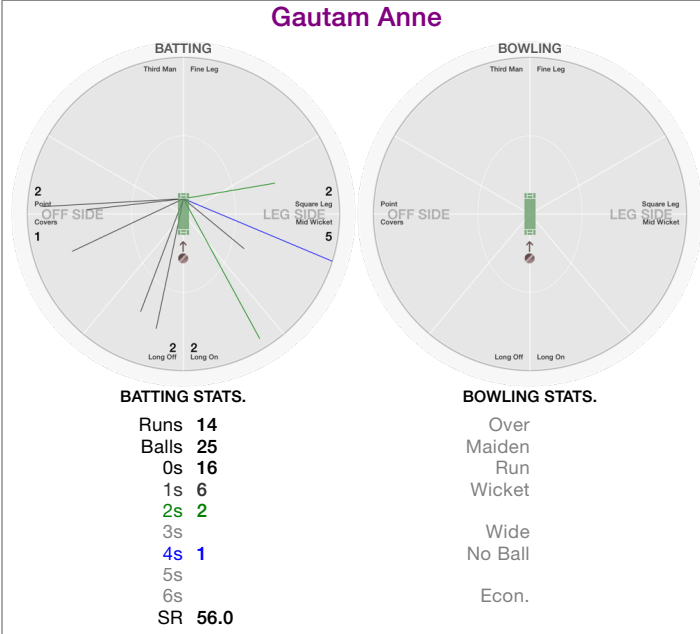 Gautam Anne
BATTING
Third Man Fine Leg
2
Point
OFF SIDE
Covers
1
2
Square Leg
LEG SIDE
Mid Wicket
5
2 2
Long Off Long On
BOWLING
Third Man Fine Leg
Point
OFF SIDE
Covers
Square Leg
LEG SIDE
Mid Wicket
Long Off Long On
BATTING STATS.
Runs 14
Balls 25
0s 16
1s 6
2s 2
3s
4s 1
5s
6s
SR 56.0
BOWLING STATS.
Over
Maiden
Run
Wicket
Wide
No Ball
Econ.